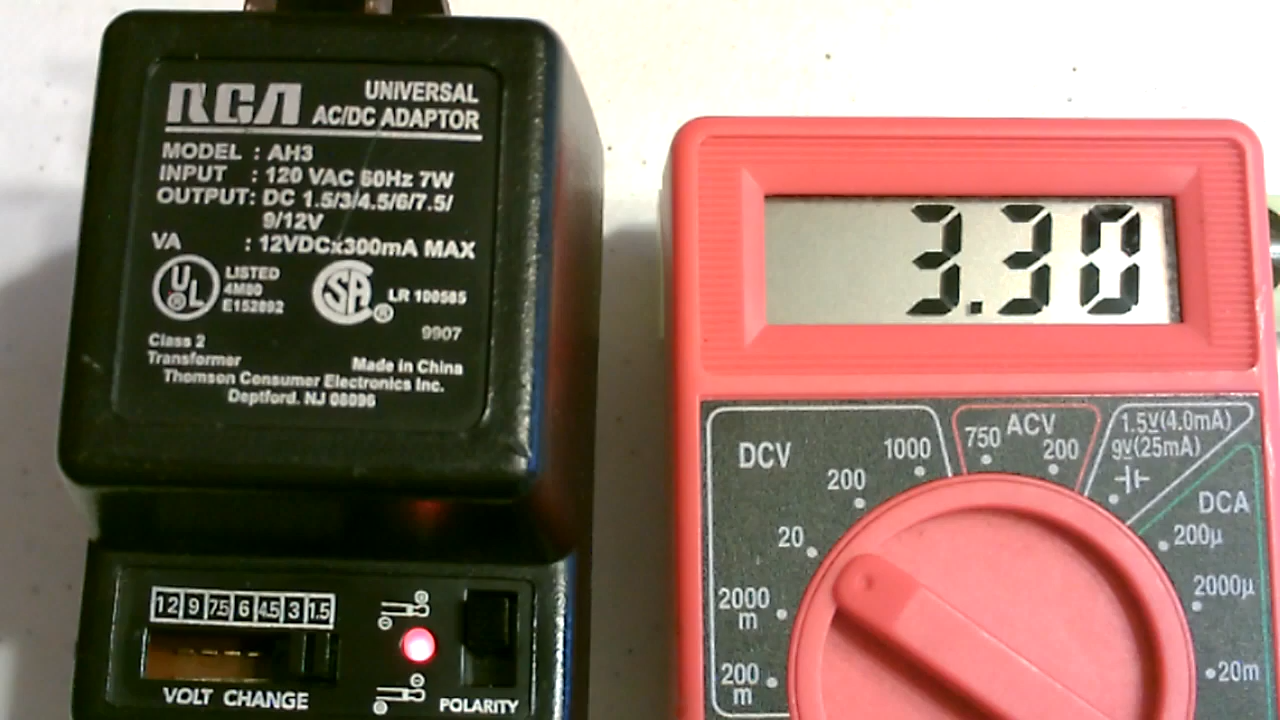 RCA
UNIVERSAL
AC/DC ADAPTOR
MODEL : AH3
INPUT : 120 VAC 60Hz 7W
OUTPUT: DC 1.5/3/4.5/6/7.5/
9/12V
VA : 12VDCx300mA MAX
UL
LISTED
4M80
E152892
SA
LR 100585
9907
Class 2
Transformer
Made in China
Thomson Consumer Electronics Inc.
Deptford. NJ 08096
12 9 7.5 6 4.5 3 1.5
VOLT CHANGE
POLARITY
3.30
DCV
1000
200
20
2000
m
200
m
ACV
750
200
1.5V(4.0mA)
9V(25mA)
DCA
200µ
2000µ
20m